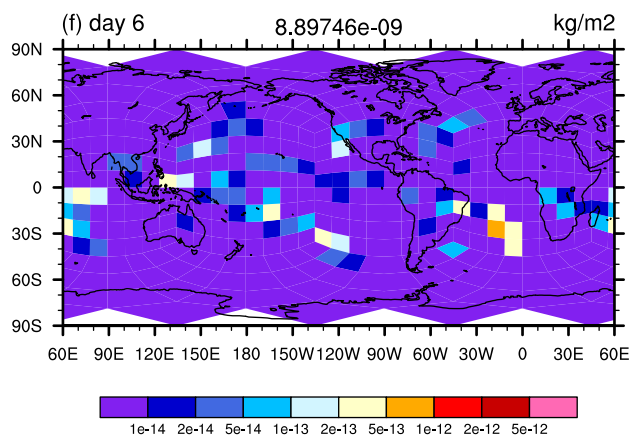 (f) day 6 8.89746e-09 kg/m2
90N
60N
30N
0
30S
60S
90S
60E 90E 120E 150E 180 150W 120W 90W 60W 30W 0 30E 60E
1e-14 2e-14 5e-14 1e-13 2e-13 5e-13 1e-12 2e-12 5e-12